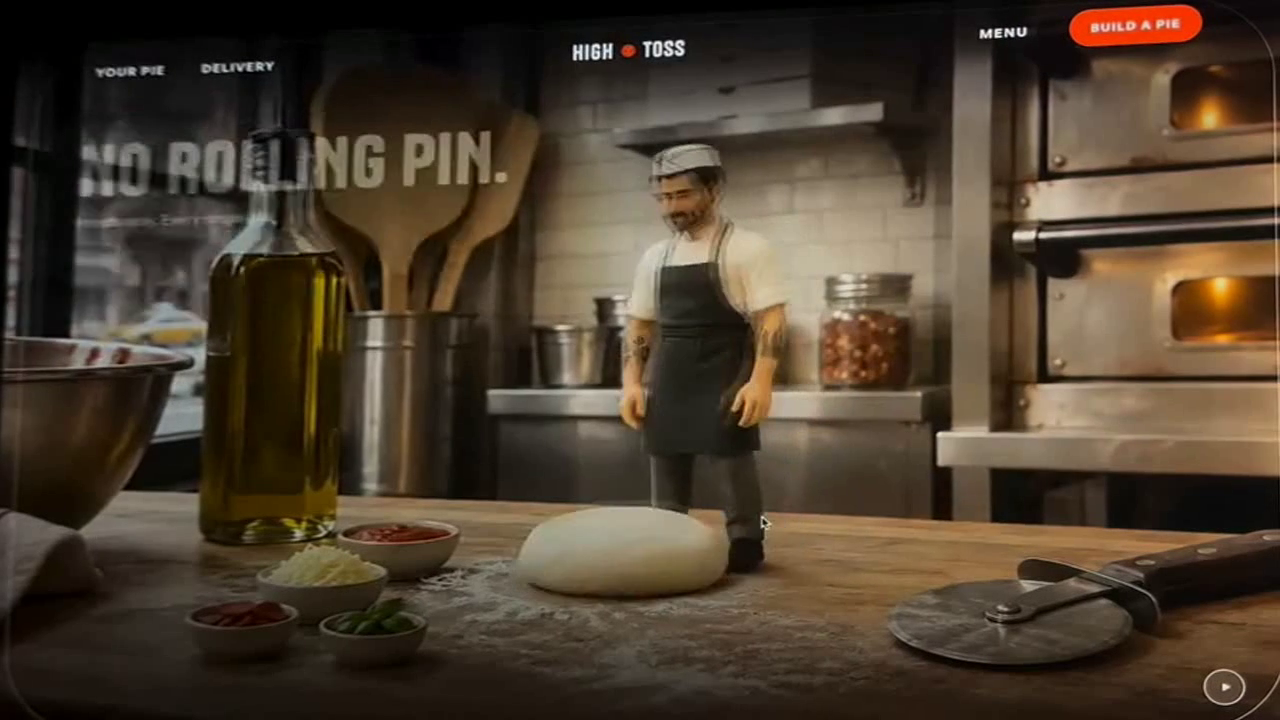 YOUR PIE
DELIVERY
HIGH TOSS
MENU
BUILD A PIE
NO ROLLING PIN.